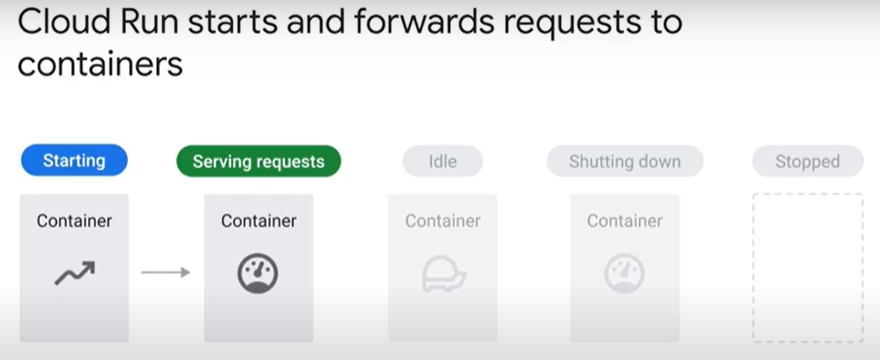 Cloud Run starts and forwards requests to
containers
Starting
Serving requests
Idle
Shutting down
Stopped
Container
Container
Container
Container